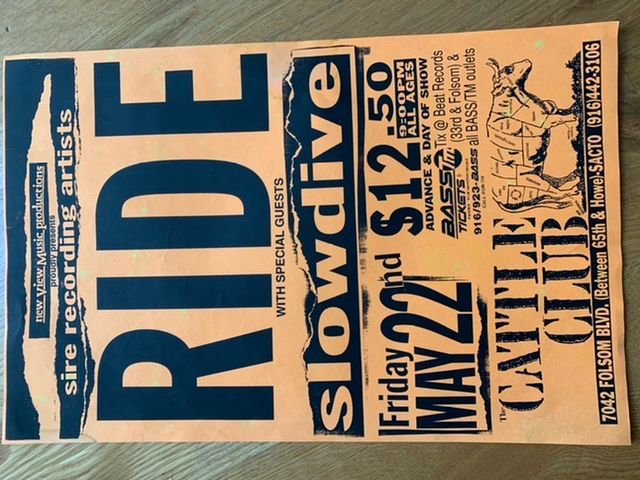 new View Music productions
proudly presents
sire recording artists
RIDE
WITH SPECIAL GUESTS
slowdive
Friday
MAY 22nd
$12.50
9:00PM
ALL AGES
ADVANCE & DAY OF SHOW
BASS TM
TICKETS
916/923-BASS
Tix @ Beat Records
(33rd & Folsom) &
all BASS/TM outlets
The CATTLE
CLUB
7042 FOLSOM BLVD. (Between 65th & Howe)-SACTO (916)442-3106